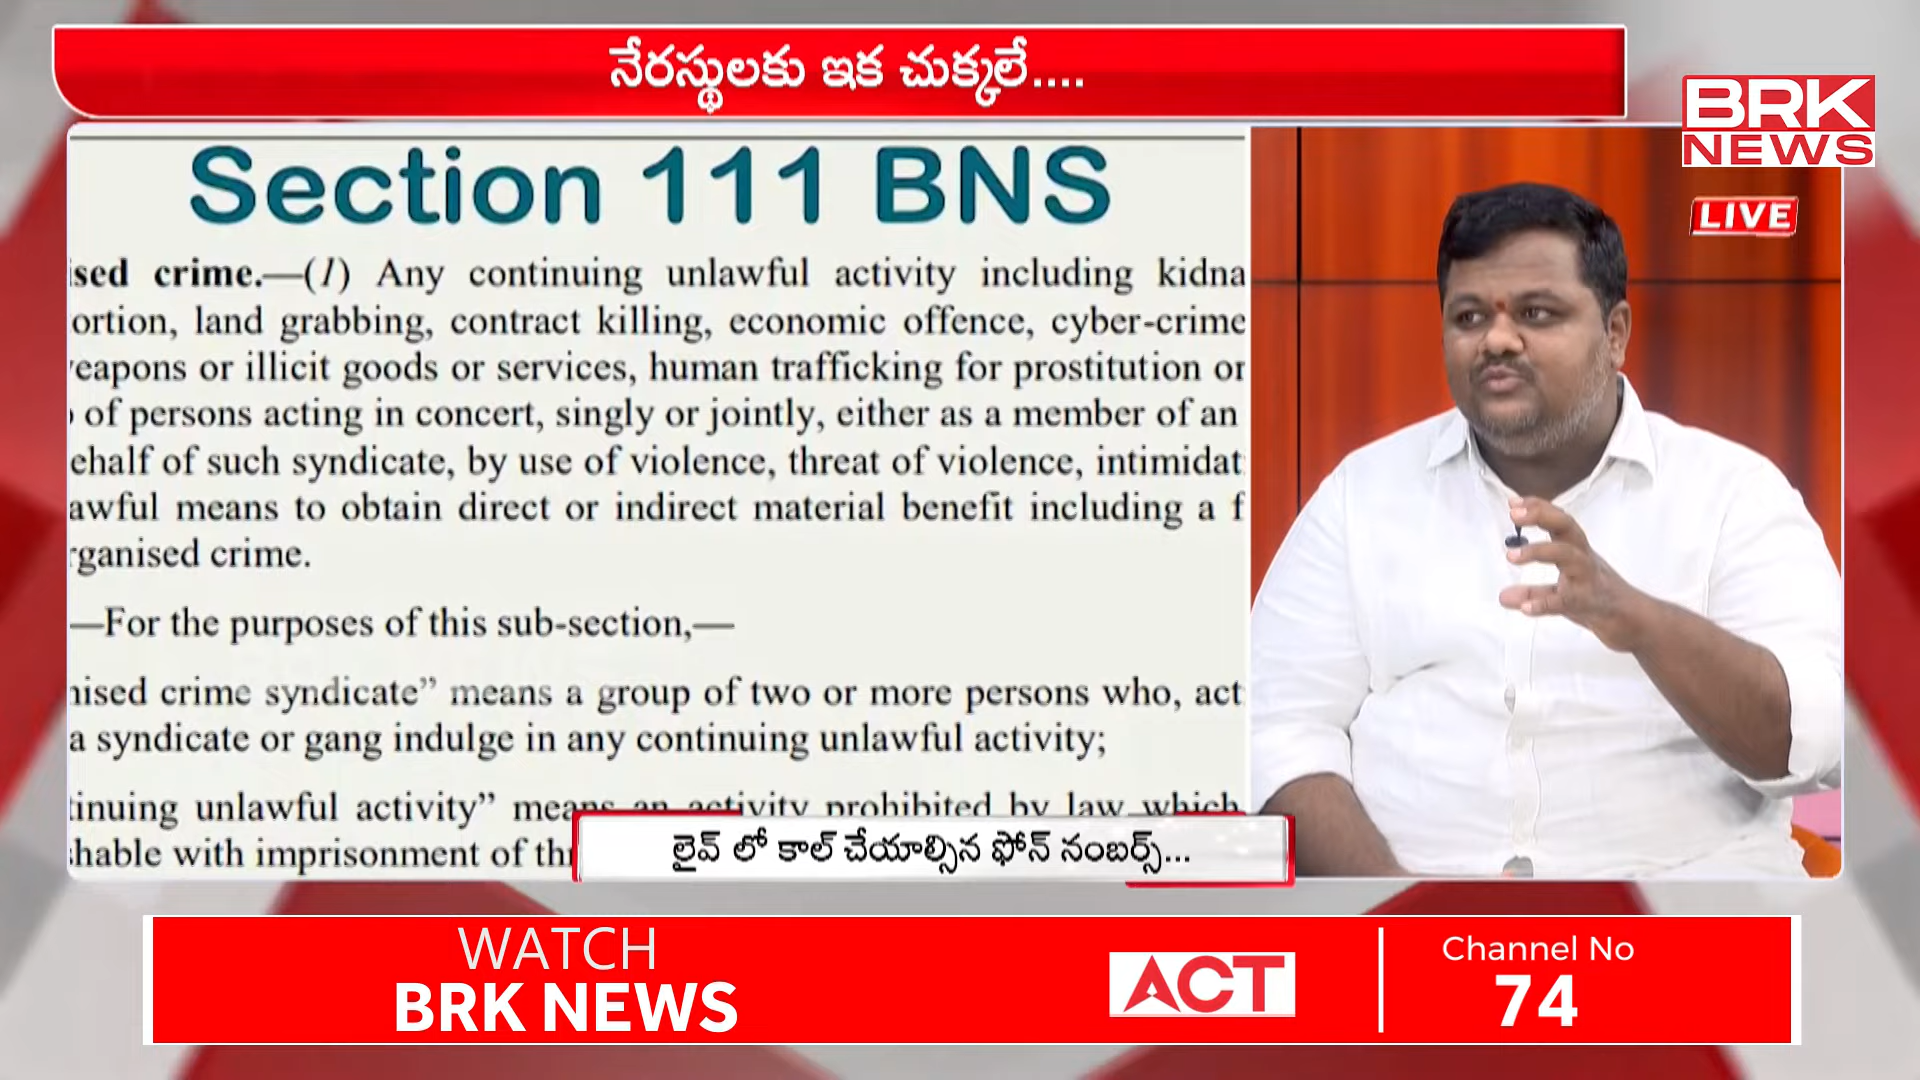 నేరస్థులకు ఇక చుక్కలే....
BRK
NEWS
LIVE
Section 111 BNS
ised crime.—(1) Any continuing unlawful activity including kidna
ortion, land grabbing, contract killing, economic offence, cyber-crime
eapons or illicit goods or services, human trafficking for prostitution or
of persons acting in concert, singly or jointly, either as a member of an
ehalf of such syndicate, by use of violence, threat of violence, intimidat
awful means to obtain direct or indirect material benefit including a f
rganised crime.
—For the purposes of this sub-section,—
nised crime syndicate” means a group of two or more persons who, act
a syndicate or gang indulge in any continuing unlawful activity;
tinuing unlawful activity” means an activity prohibited by law which
shable with imprisonment of thr
లైవ్ లో కాల్ చేయాల్సిన ఫోన్ నంబర్స్...
WATCH
BRK NEWS
ACT
Channel No
74